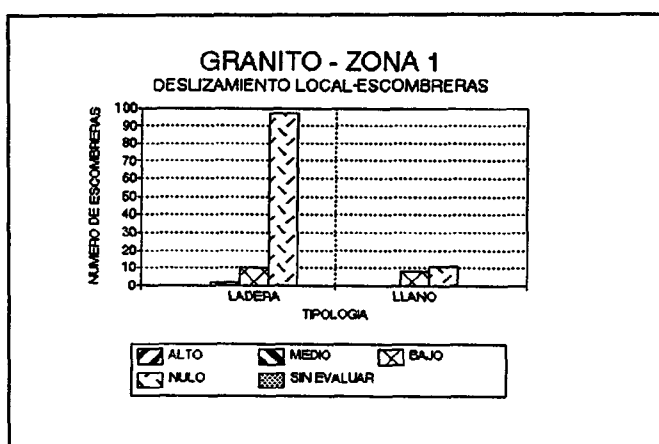 GRANITO - ZONA 1
DESLIZAMIENTO LOCAL-ESCOMBRERAS
NUMERO DE ESCOMBRERAS
100
90
80
70
60
50
40
30
20
10
0
LADERA LLANO
TIPOLOGIA
ALTO MEDIO BAJO
NULO SIN EVALUAR